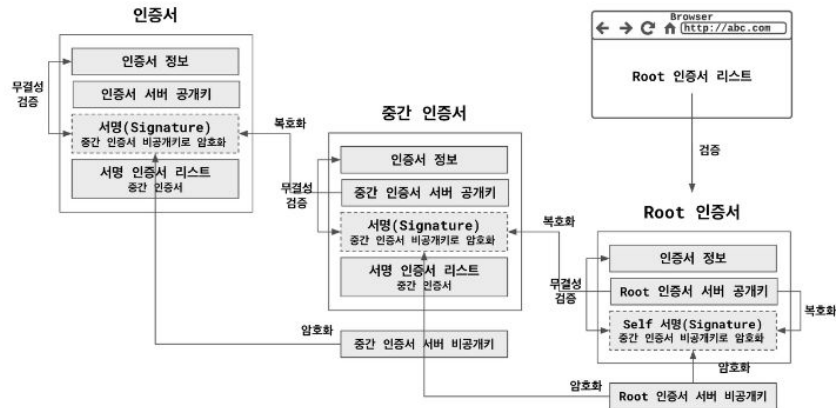 인증서
인증서 정보
인증서 서버 공개키
서명(Signature)
중간 인증서 비공개키로 암호화
서명 인증서 리스트
중간 인증서
무결성
검증
복호화
중간 인증서
인증서 정보
중간 인증서 서버 공개키
서명(Signature)
중간 인증서 비공개키로 암호화
서명 인증서 리스트
중간 인증서
무결성
검증
복호화
암호화
중간 인증서 서버 비공개키
Browser
http://abc.com
Root 인증서 리스트
검증
Root 인증서
인증서 정보
Root 인증서 서버 공개키
Self 서명(Signature)
중간 인증서 비공개키로 암호화
무결성
검증
복호화
암호화
암호화
Root 인증서 서버 비공개키